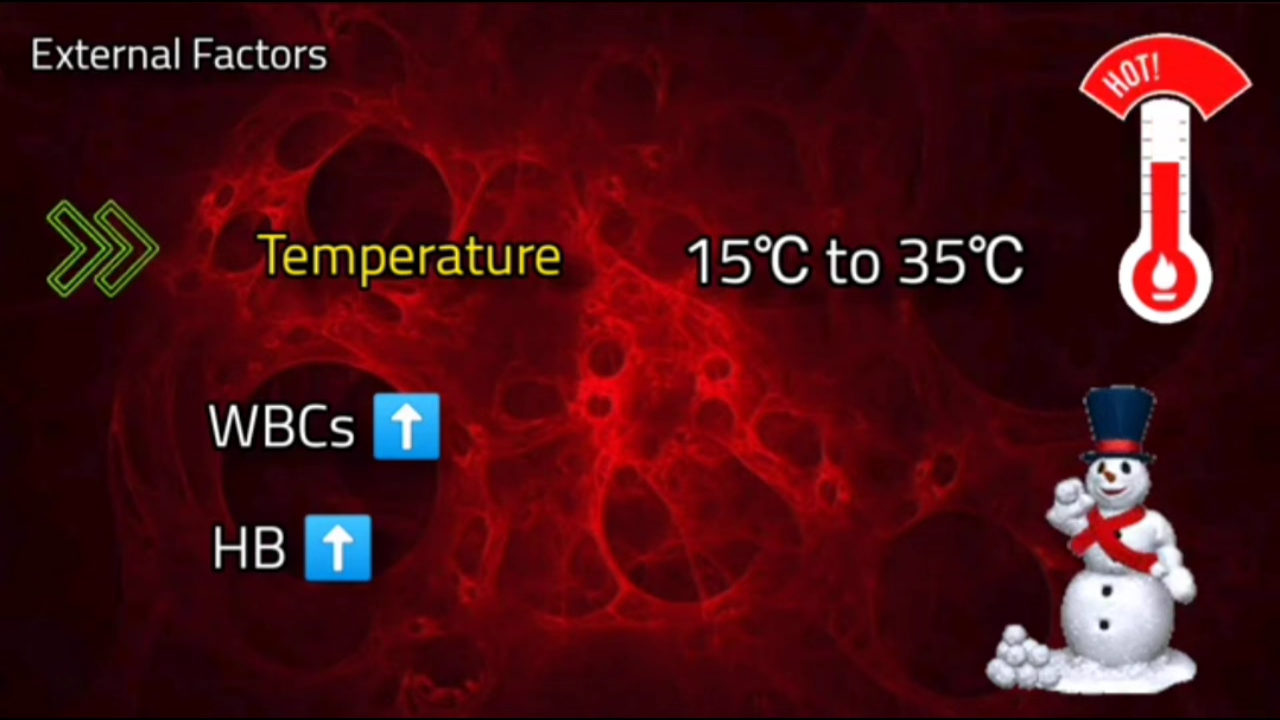 External Factors
HOT!
Temperature 15℃ to 35℃
WBCs ⬆
HB ⬆